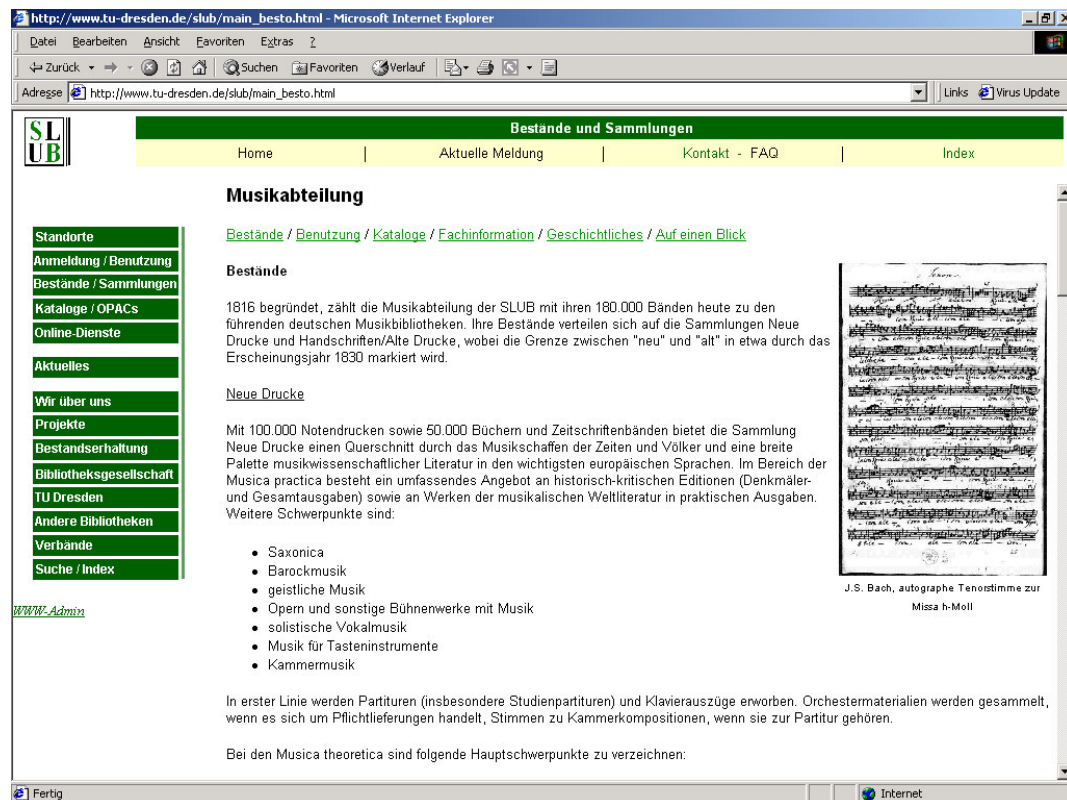 http://www.tu-dresden.de/slub/main_besto.html - Microsoft Internet Explorer
Datei Bearbeiten Ansicht Favoriten Extras ?
Zurück Suchen Favoriten Verlauf
Adresse http://www.tu-dresden.de/slub/main_besto.html Links Virus Update
SL
UB
Bestände und Sammlungen
Home | Aktuelle Meldung | Kontakt - FAQ | Index
Standorte
Anmeldung / Benutzung
Bestände / Sammlungen
Kataloge / OPACs
Online-Dienste
Aktuelles
Wir über uns
Projekte
Bestandserhaltung
Bibliotheksgesellschaft
TU Dresden
Andere Bibliotheken
Verbände
Suche / Index
WWW-Admin
Musikabteilung
Bestände / Benutzung / Kataloge / Fachinformation / Geschichtliches / Auf einen Blick
Bestände
1816 begründet, zählt die Musikabteilung der SLUB mit ihren 180.000 Bänden heute zu den
führenden deutschen Musikbibliotheken. Ihre Bestände verteilen sich auf die Sammlungen Neue
Drucke und Handschriften/Alte Drucke, wobei die Grenze zwischen "neu" und "alt" in etwa durch das
Erscheinungsjahr 1830 markiert wird.
Neue Drucke
Mit 100.000 Notendrucken sowie 50.000 Büchern und Zeitschriftenbänden bietet die Sammlung
Neue Drucke einen Querschnitt durch das Musikschaffen der Zeiten und Völker und eine breite
Palette musikwissenschaftlicher Literatur in den wichtigsten europäischen Sprachen. Im Bereich der
Musica practica besteht ein umfassendes Angebot an historisch-kritischen Editionen (Denkmäler-
und Gesamtausgaben) sowie an Werken der musikalischen Weltliteratur in praktischen Ausgaben.
Weitere Schwerpunkte sind:
• Saxonica
• Barockmusik
• geistliche Musik
• Opern und sonstige Bühnenwerke mit Musik
• solistische Vokalmusik
• Musik für Tasteninstrumente
• Kammermusik
J.S. Bach, autographe Tenorstimme zur
Missa h-Moll
In erster Linie werden Partituren (insbesondere Studienpartituren) und Klavierauszüge erworben. Orchestermaterialien werden gesammelt,
wenn es sich um Pflichtlieferungen handelt, Stimmen zu Kammerkompositionen, wenn sie zur Partitur gehören.
Bei den Musica theoretica sind folgende Hauptschwerpunkte zu verzeichnen:
Fertig Internet